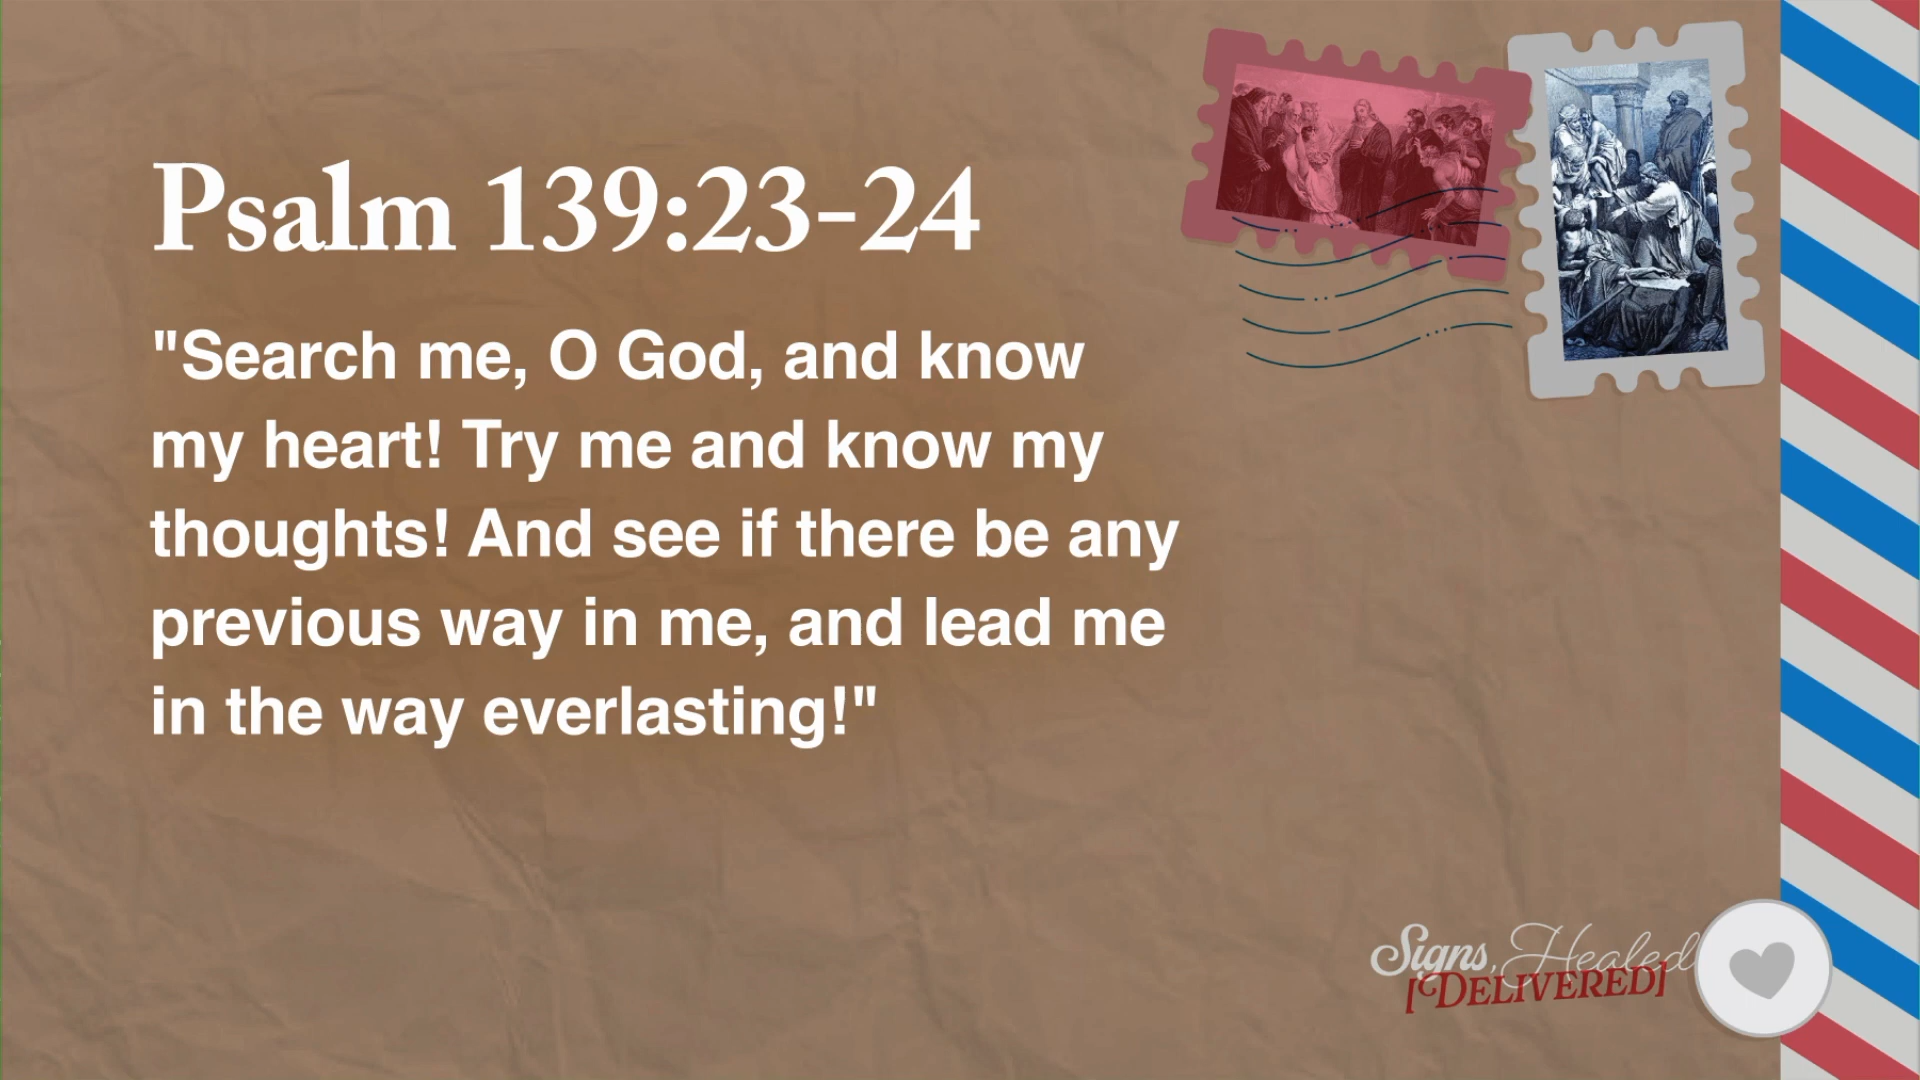 Psalm 139:23-24
"Search me, O God, and know
my heart! Try me and know my
thoughts! And see if there be any
previous way in me, and lead me
in the way everlasting!"
Signs, Healed
[DELIVERED]